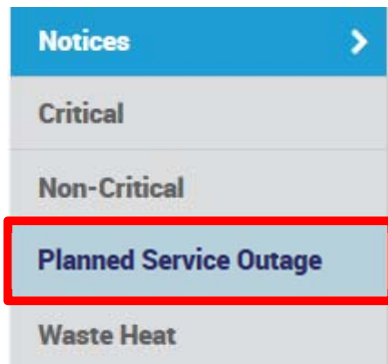 Notices
Critical
Non-Critical
Planned Service Outage
Waste Heat